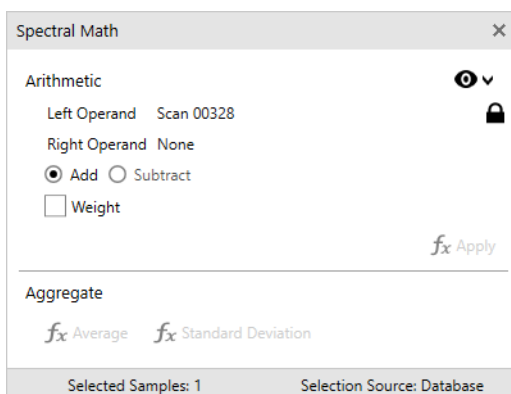 Spectral Math
Arithmetic
Left Operand Scan 00328
Right Operand None
Add Subtract
Weight
fx Apply
Aggregate
fx Average fx Standard Deviation
Selected Samples: 1 Selection Source: Database